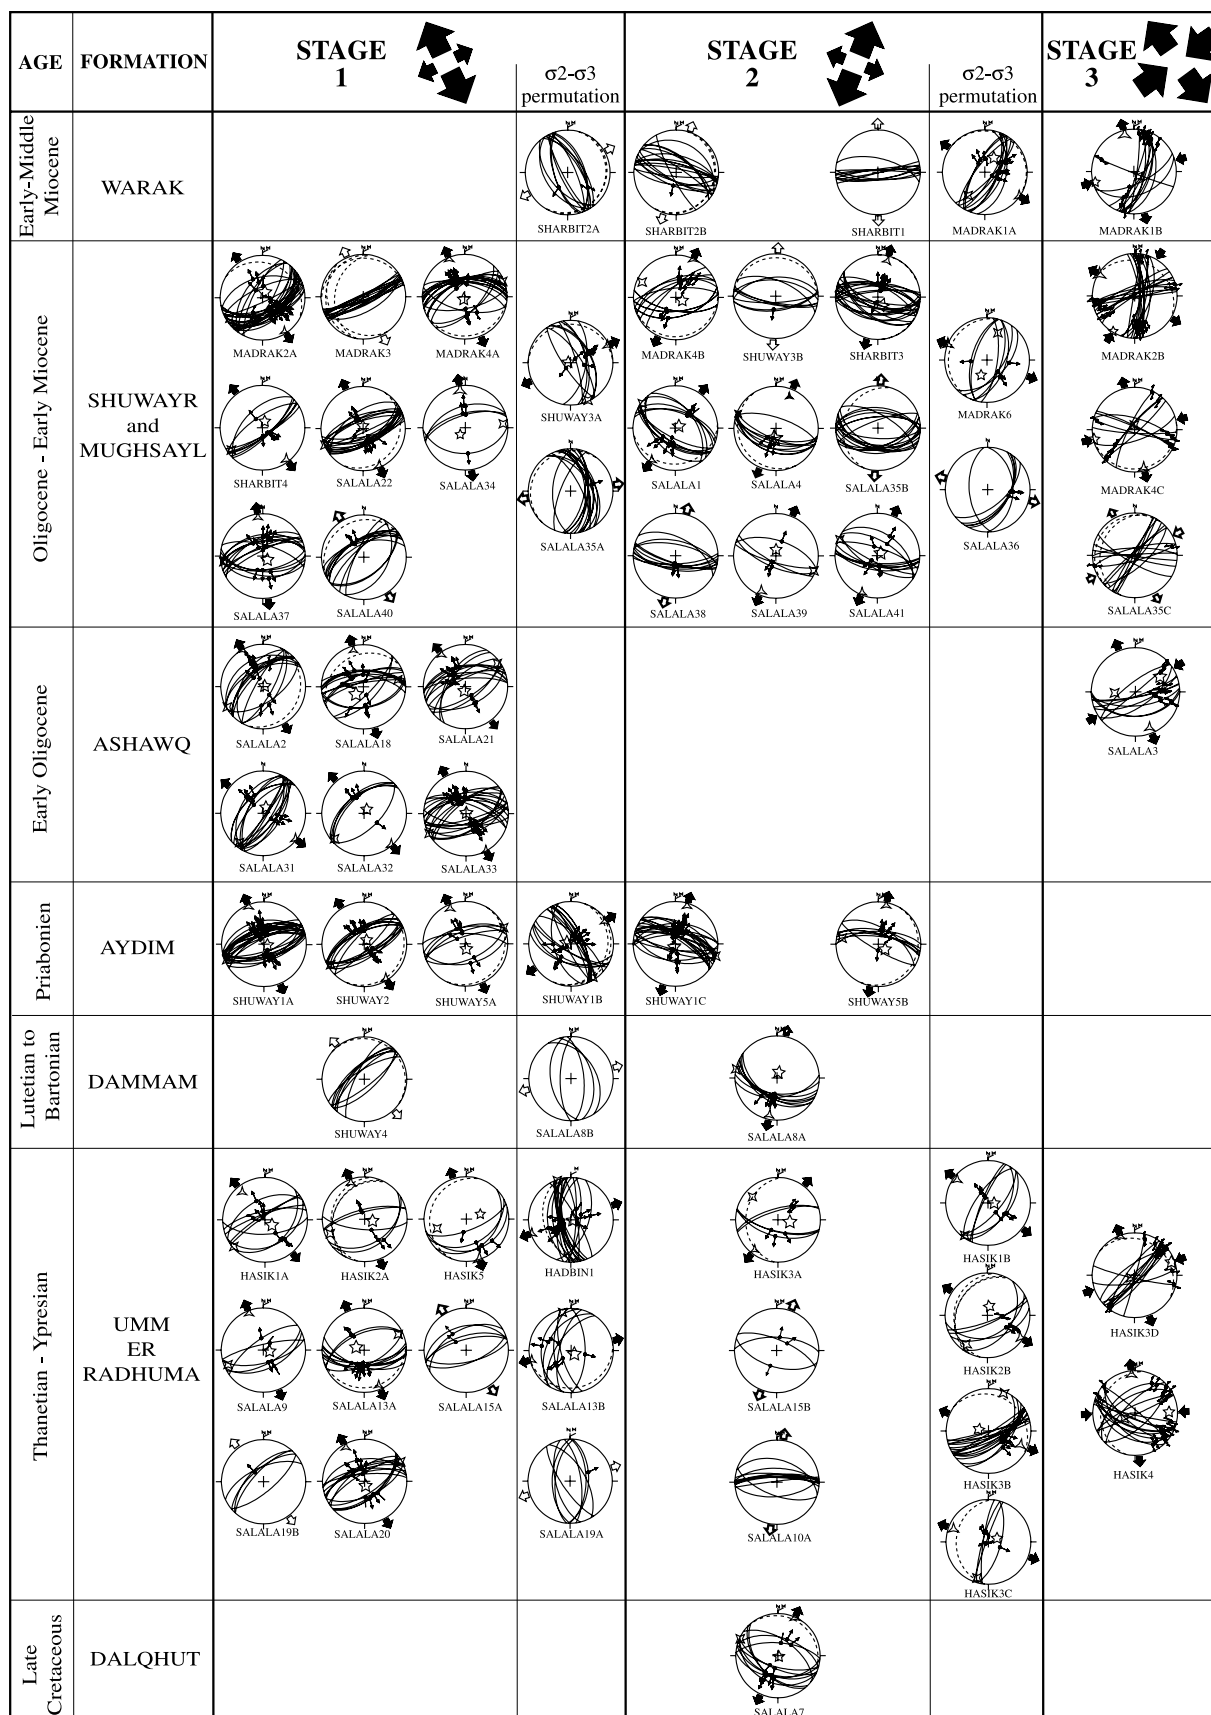 AGE
FORMATION
STAGE
1
σ2-σ3
permutation
STAGE
2
σ2-σ3
permutation
STAGE
3
Early-Middle
Miocene
WARAK
SHARBIT2A
SHARBIT2B
SHARBIT1
MADRAK1A
MADRAK1B
Oligocene - Early Miocene
SHUWAYR
and
MUGHSAYL
MADRAK2A
MADRAK3
MADRAK4A
SHARBIT4
SALALA22
SALALA34
SALALA37
SALALA40
SHUWAY3A
SALALA35A
MADRAK4B
SHUWAY3B
SHARBIT3
SALALA1
SALALA4
SALALA35B
SALALA38
SALALA39
SALALA41
MADRAK6
SALALA36
MADRAK2B
MADRAK4C
SALALA35C
Early Oligocene
ASHAWQ
SALALA2
SALALA18
SALALA21
SALALA31
SALALA32
SALALA33
SALALA3
Priabonien
AYDIM
SHUWAY1A
SHUWAY2
SHUWAY5A
SHUWAY1B
SHUWAY1C
SHUWAY5B
Lutetian to
Bartonian
DAMMAM
SHUWAY4
SALALA8B
SALALA8A
Thanetian - Ypresian
UMM
ER
RADHUMA
HASIK1A
HASIK2A
HASIK5
SALALA9
SALALA13A
SALALA15A
SALALA19B
SALALA20
HADBIN1
SALALA13B
SALALA19A
HASIK3A
SALALA15B
SALALA10A
HASIK1B
HASIK2B
HASIK3B
HASIK3C
HASIK3D
HASIK4
Late
Cretaceous
DALQHUT
SALALA7